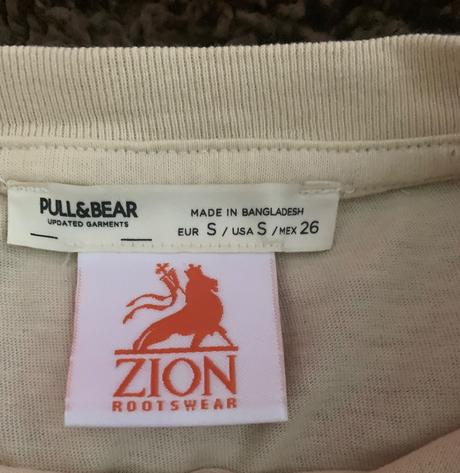 PULL&BEAR
UPDATED GARMENTS
MADE IN BANGLADESH
EUR S / USA S / MEX 26
ZION
ROOTSWEAR